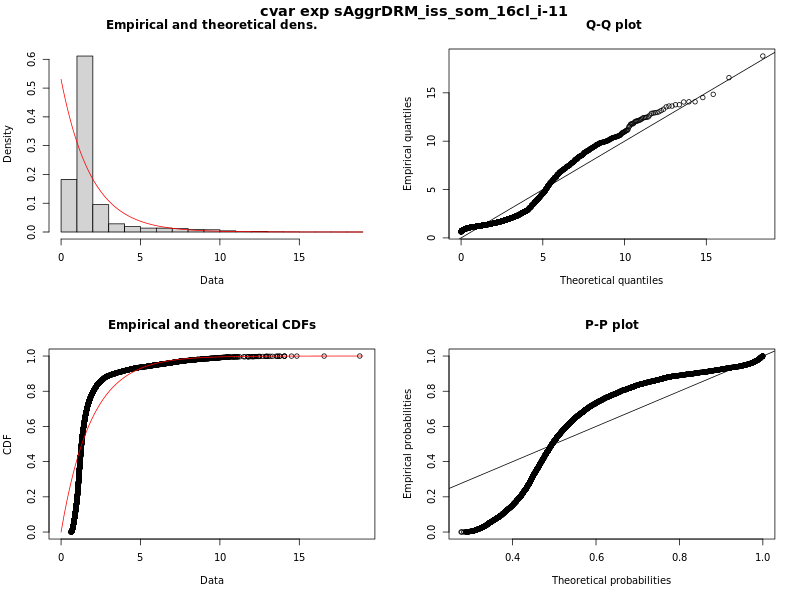 cvar exp sAggrDRM_iss_som_16cl_i-11
Empirical and theoretical dens.
Density
0.0 0.1 0.2 0.3 0.4 0.5 0.6
0 5 10 15
Data
Q-Q plot
Empirical quantiles
0 5 10 15
0 5 10 15
Theoretical quantiles
Empirical and theoretical CDFs
CDF
0.0 0.2 0.4 0.6 0.8 1.0
0 5 10 15
Data
P-P plot
Empirical probabilities
0.0 0.2 0.4 0.6 0.8 1.0
0.4 0.6 0.8 1.0
Theoretical probabilities